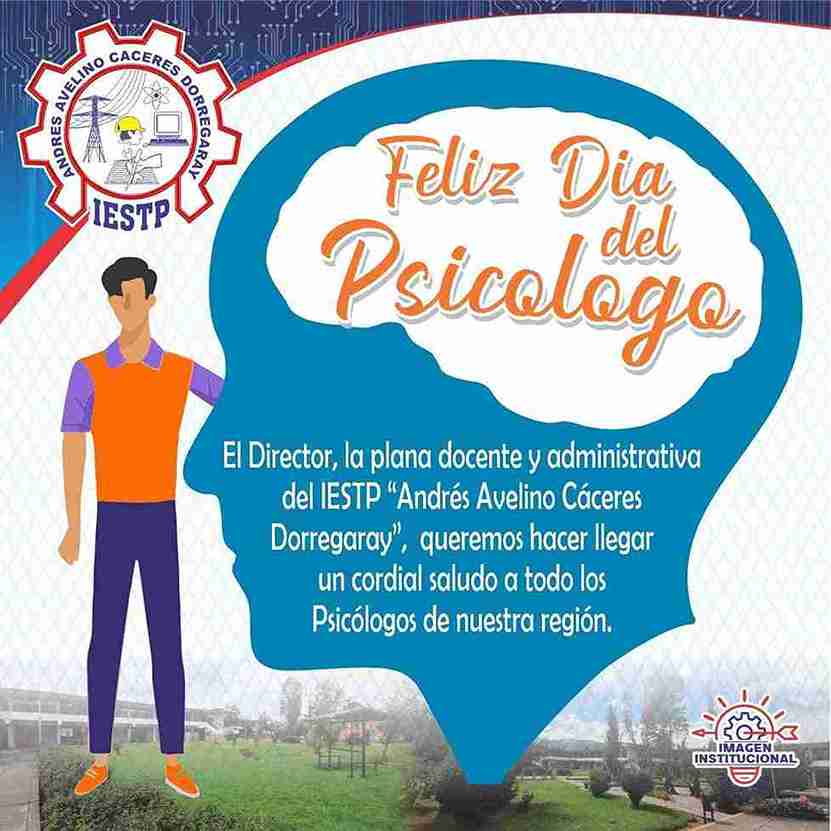 ANDRES AVELINO CACERES DORREGARAY
IESTP
Feliz Dia
del
Psicologo
El Director, la plana docente y administrativa
del IESTP “Andrés Avelino Cáceres
Dorregaray”, queremos hacer llegar
un cordial saludo a todo los
Psicólogos de nuestra región.
IMAGEN
INSTITUCIONAL